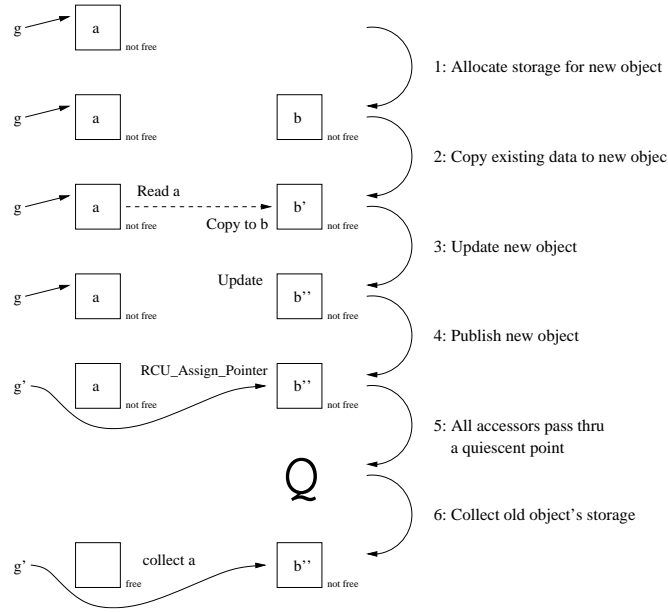 g
a
not free
1: Allocate storage for new object
g
a
not free
b
not free
2: Copy existing data to new objec
g
a
not free
Read a
Copy to b
b'
not free
3: Update new object
g
a
not free
Update
b''
not free
4: Publish new object
g'
a
not free
RCU_Assign_Pointer
b''
not free
5: All accessors pass thru
a quiescent point
Q
6: Collect old object's storage
g'
free
collect a
b''
not free